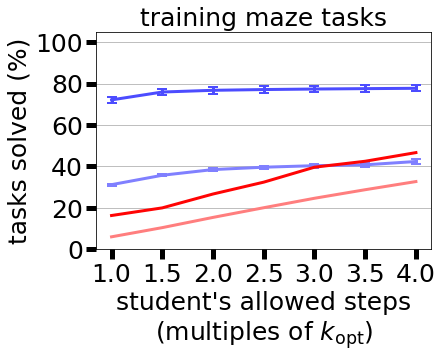 training maze tasks
tasks solved (%)
100
80
60
40
20
0
1.0 1.5 2.0 2.5 3.0 3.5 4.0
student's allowed steps
(multiples of k_opt)